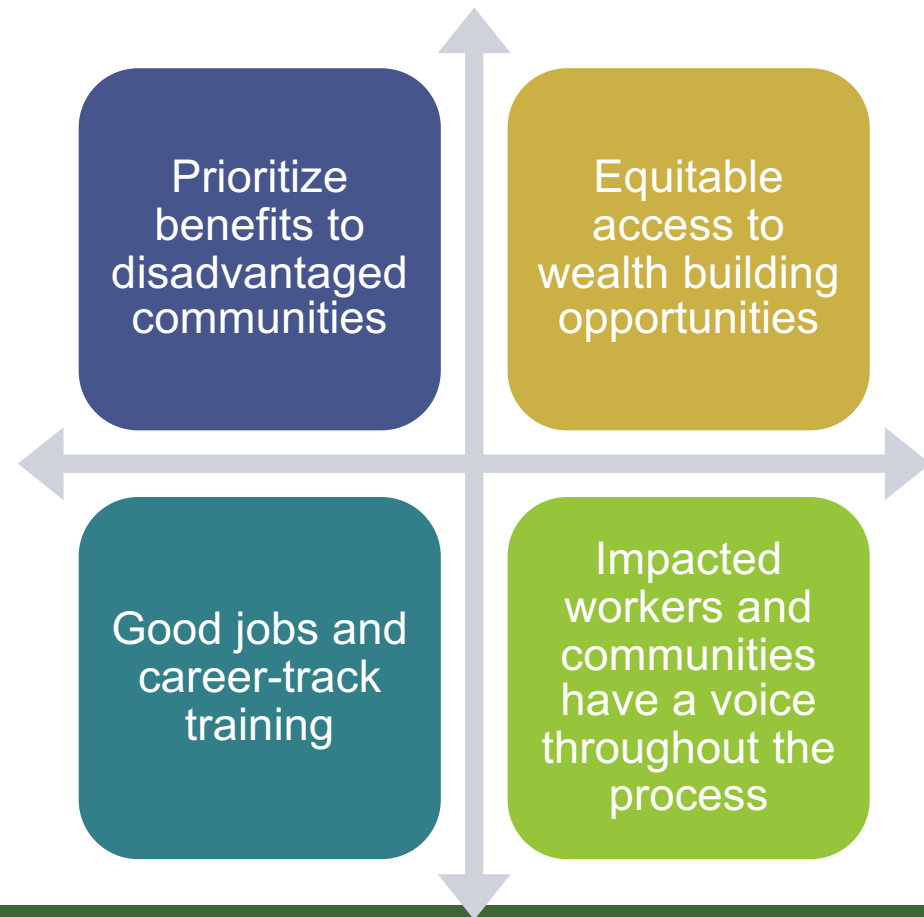 Prioritize
benefits to
disadvantaged
communities
Equitable
access to
wealth building
opportunities
Good jobs and
career-track
training
Impacted
workers and
communities
have a voice
throughout the
process